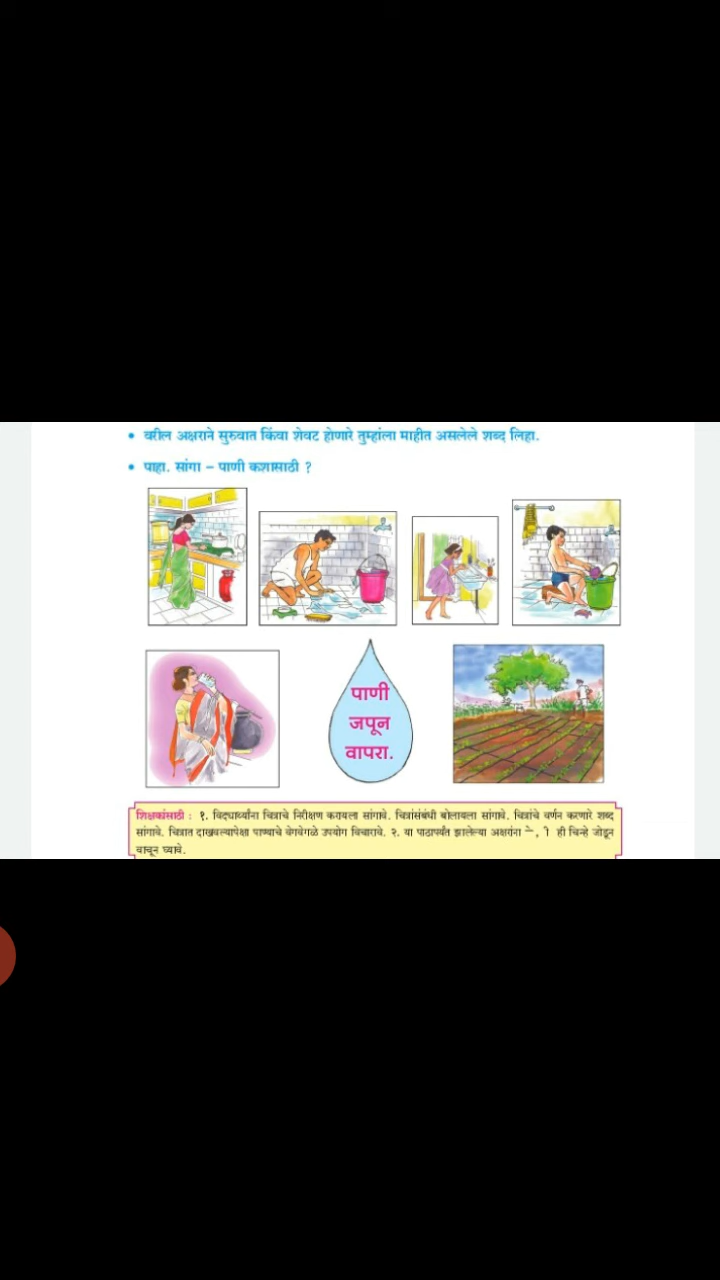 • वरील अक्षराने सुरुवात किंवा शेवट होणारे तुम्हांला माहीत असलेले शब्द लिहा.
• पाहा. सांगा – पाणी कशासाठी ?
पाणी
जपून
वापरा.
शिक्षकांसाठी : १. विद्यार्थ्यांना चित्राचे निरीक्षण करायला सांगावे. चित्रांसंबंधी बोलायला सांगावे. चित्रांचे वर्णन करणारे शब्द
सांगावे. चित्रात दाखवल्यापेक्षा पाण्याचे वेगवेगळे उपयोग विचारावे. २. या पाठापर्यंत झालेल्या अक्षरांना े, ी ही चिन्हे जोडून
वाचून घ्यावे.